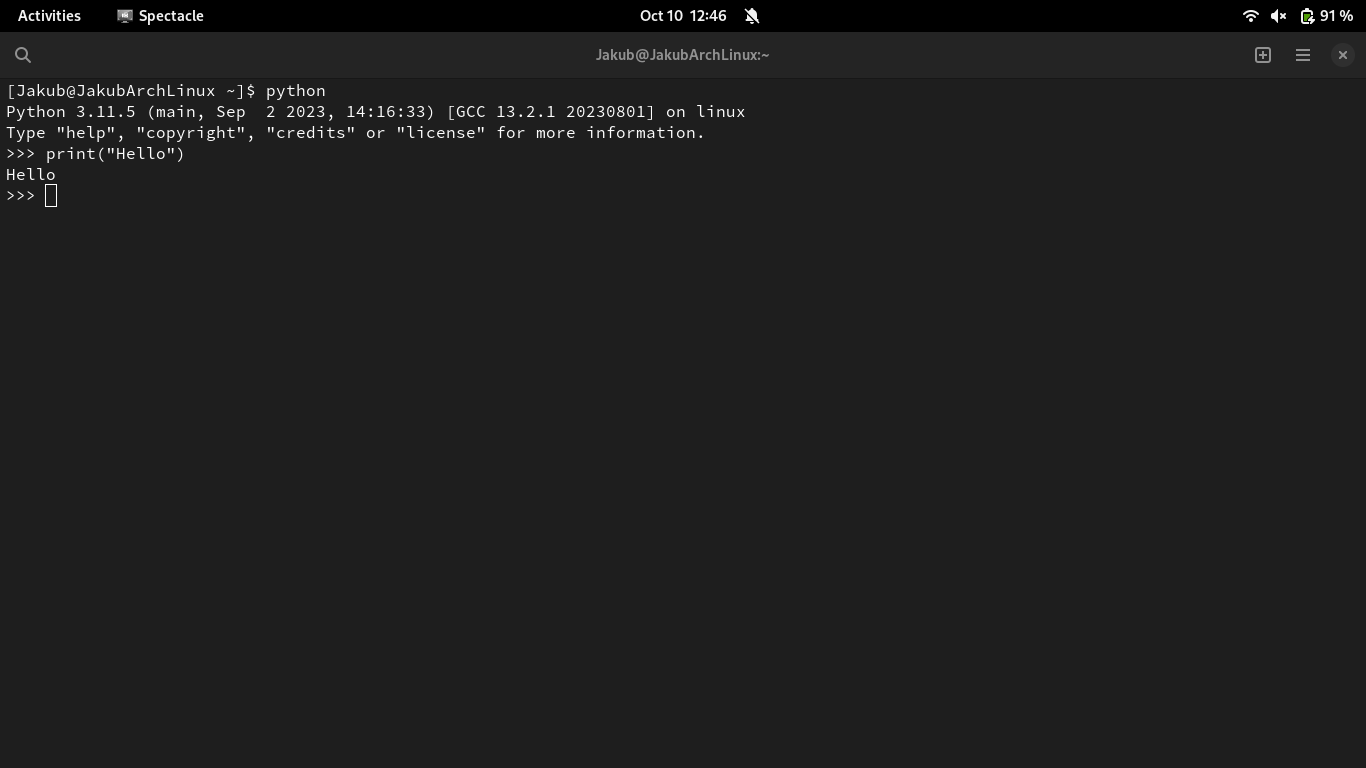 Activities Spectacle Oct 10 12:46 91 %
Jakub@JakubArchLinux:~
[Jakub@JakubArchLinux ~]$ python
Python 3.11.5 (main, Sep  2 2023, 14:16:33) [GCC 13.2.1 20230801] on linux
Type "help", "copyright", "credits" or "license" for more information.
>>> print("Hello")
Hello
>>>